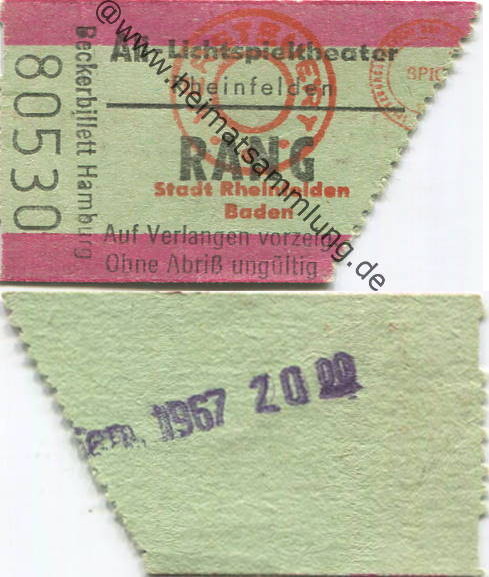 Lichtspieltheater
Rheinfelden
RANG
Stadt Rheinfelden
Baden
Auf Verlangen vorzeig
Ohne Abriß ungültig
Beckerbillett Hamburg
80530
@www.heimatsammlung.de
1967 20 00